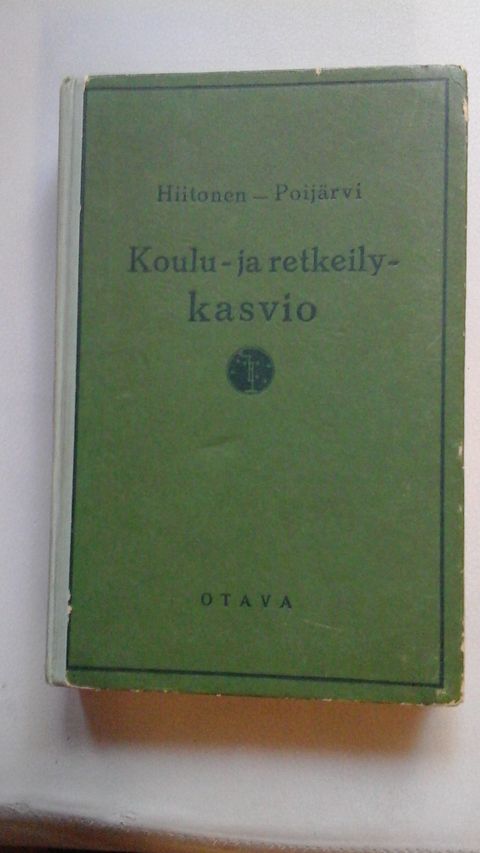 Hiitonen — Poijärvi
Koulu- ja retkeily-
kasvio
OTAVA